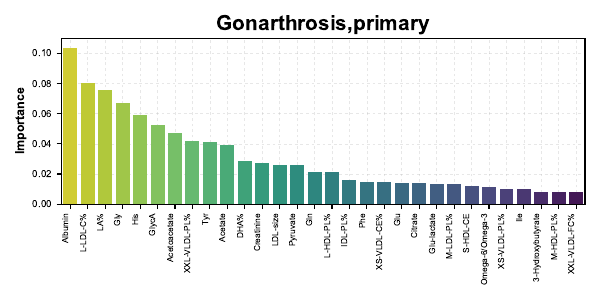 Gonarthrosis,primary
Importance
0.10
0.08
0.06
0.04
0.02
0.00
Albumin
L-LDL-C%
LA%
Gly
His
GlycA
Acetoacetate
XXL-VLDL-PL%
Tyr
Acetate
DHA%
Creatinine
LDL-size
Pyruvate
Gln
L-HDL-PL%
IDL-PL%
Phe
XS-VLDL-CE%
Glu
Citrate
Glu-lactate
M-LDL-PL%
S-HDL-CE
Omega-6/Omega-3
XS-VLDL-PL%
Ile
3-Hydroxybutyrate
M-HDL-PL%
XXL-VLDL-FC%